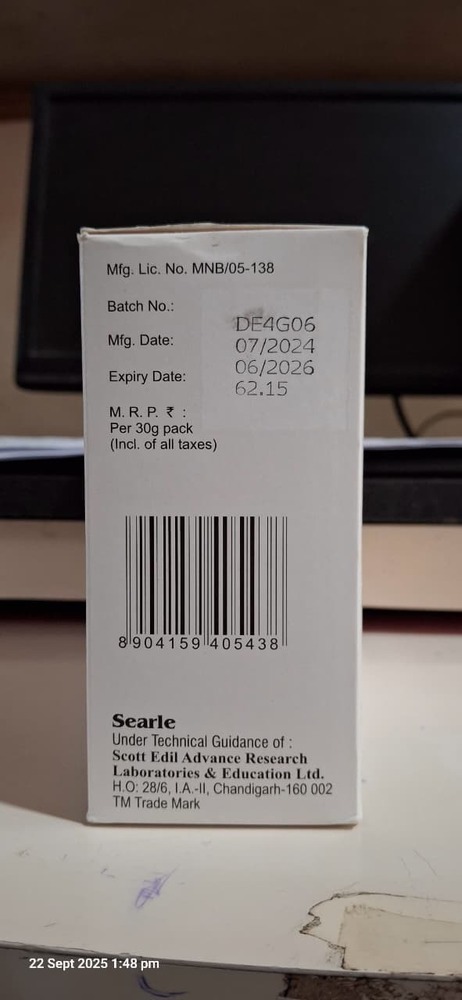 Mfg. Lic. No. MNB/05-138
Batch No.:
DE4G06
Mfg. Date:
07/2024
Expiry Date:
06/2026
62.15
M. R. P. ₹ :
Per 30g pack
(Incl. of all taxes)
8 904159 405438
Searle
Under Technical Guidance of :
Scott Edil Advance Research
Laboratories & Education Ltd.
H.O: 28/6, I.A.-II, Chandigarh-160 002
TM Trade Mark
22 Sept 2025 1:48 pm